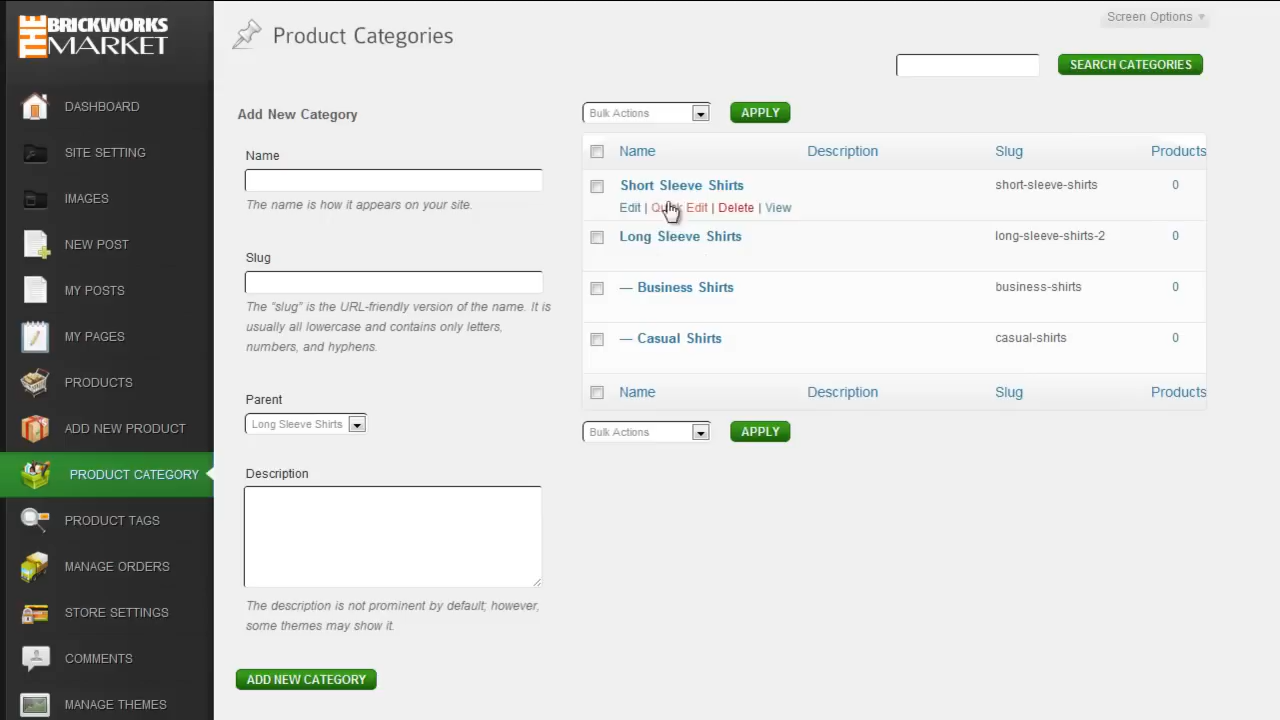 THE BRICKWORKS MARKET
DASHBOARD
SITE SETTING
IMAGES
NEW POST
MY POSTS
MY PAGES
PRODUCTS
ADD NEW PRODUCT
PRODUCT CATEGORY
PRODUCT TAGS
MANAGE ORDERS
STORE SETTINGS
COMMENTS
MANAGE THEMES
Screen Options
Product Categories
SEARCH CATEGORIES
Add New Category
Name
The name is how it appears on your site.
Slug
The “slug” is the URL-friendly version of the name. It is
usually all lowercase and contains only letters,
numbers, and hyphens.
Parent
Long Sleeve Shirts
Description
The description is not prominent by default; however,
some themes may show it.
ADD NEW CATEGORY
Bulk Actions APPLY
Name Description Slug Products
Short Sleeve Shirts short-sleeve-shirts 0
Edit | Quick Edit | Delete | View
Long Sleeve Shirts long-sleeve-shirts-2 0
— Business Shirts business-shirts 0
— Casual Shirts casual-shirts 0
Name Description Slug Products
Bulk Actions APPLY